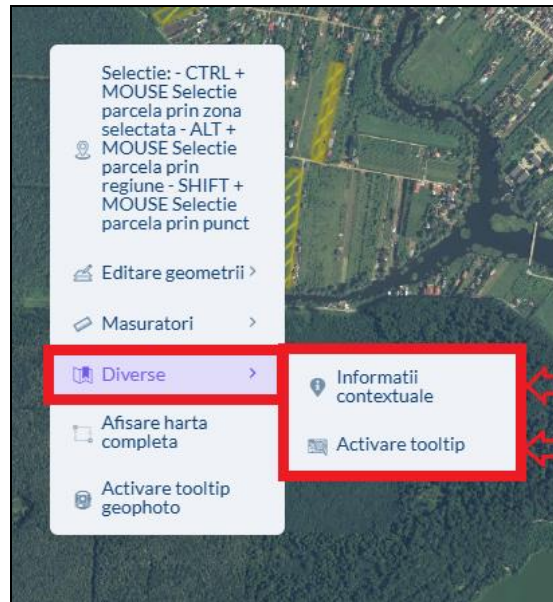 Selectie: - CTRL +
MOUSE Selectie
parcela prin zona
selectata - ALT +
MOUSE Selectie
parcela prin
regiune - SHIFT +
MOUSE Selectie
parcela prin punct
Editare geometrii
Masuratori
Diverse
Informatii
contextuale
Activare tooltip
Afisare harta
completa
Activare tooltip
geophoto